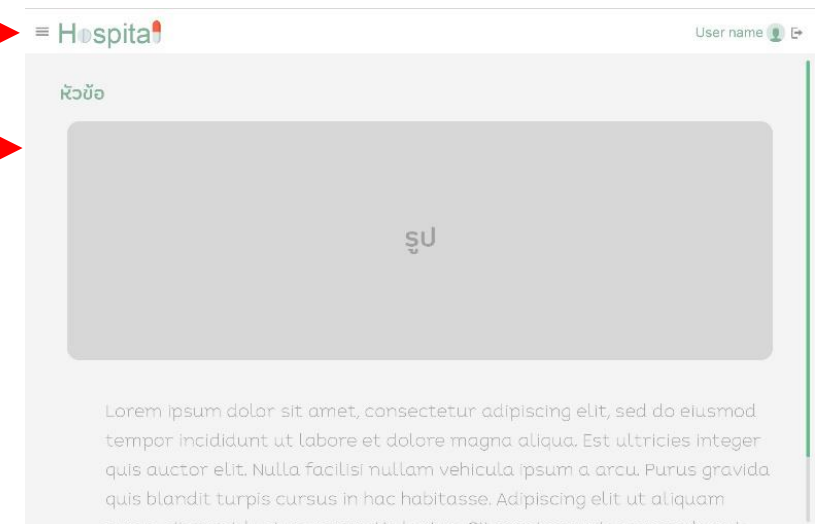 Hospital
User name
หัวข้อ
รูป
Lorem ipsum dolor sit amet, consectetur adipiscing elit, sed do eiusmod
tempor incididunt ut labore et dolore magna aliqua. Est ultricies integer
quis auctor elit. Nulla facilisi nullam vehicula ipsum a arcu. Purus gravida
quis blandit turpis cursus in hac habitasse. Adipiscing elit ut aliquam